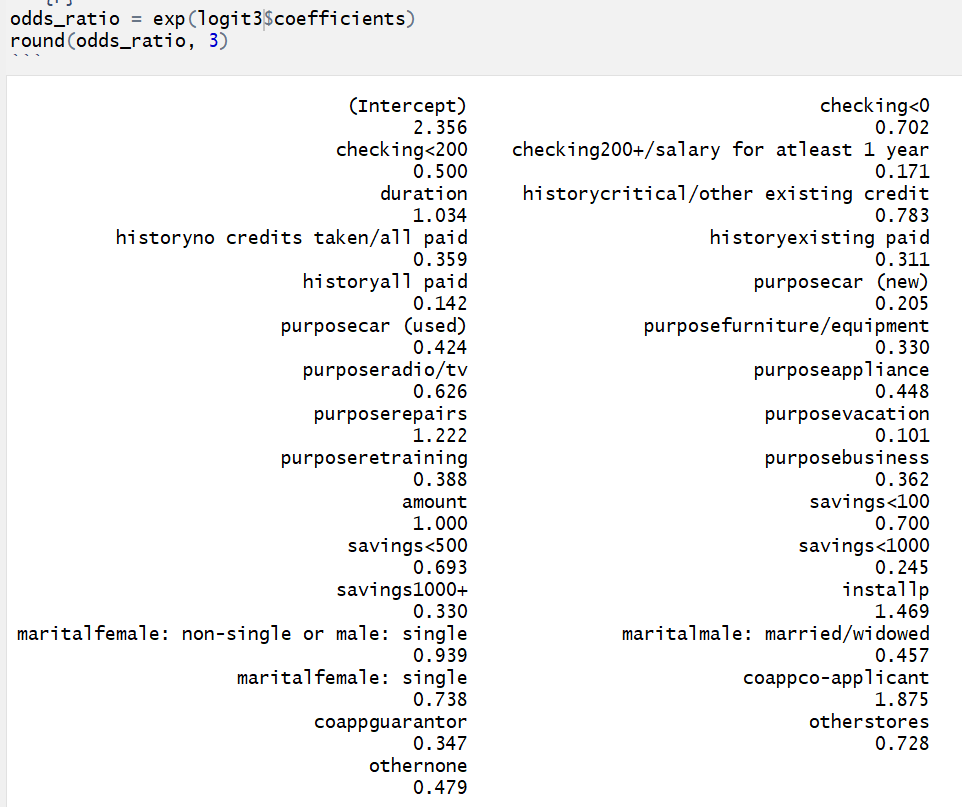 odds_ratio = exp(logit3$coefficients)
round(odds_ratio, 3)
```
(Intercept) checking<0
2.356 0.702
checking<200 checking200+/salary for atleast 1 year
0.500 0.171
duration historycritical/other existing credit
1.034 0.783
historyno credits taken/all paid historyexisting paid
0.359 0.311
historyall paid purposecar (new)
0.142 0.205
purposecar (used) purposefurniture/equipment
0.424 0.330
purposeradio/tv purposeappliance
0.626 0.448
purposerepairs purposevacation
1.222 0.101
purposeretraining purposebusiness
0.388 0.362
amount savings<100
1.000 0.700
savings<500 savings<1000
0.693 0.245
savings1000+ installp
0.330 1.469
maritalfemale: non-single or male: single maritalmale: married/widowed
0.939 0.457
maritalfemale: single coappco-applicant
0.738 1.875
coappguarantor otherstores
0.347 0.728
othernone
0.479